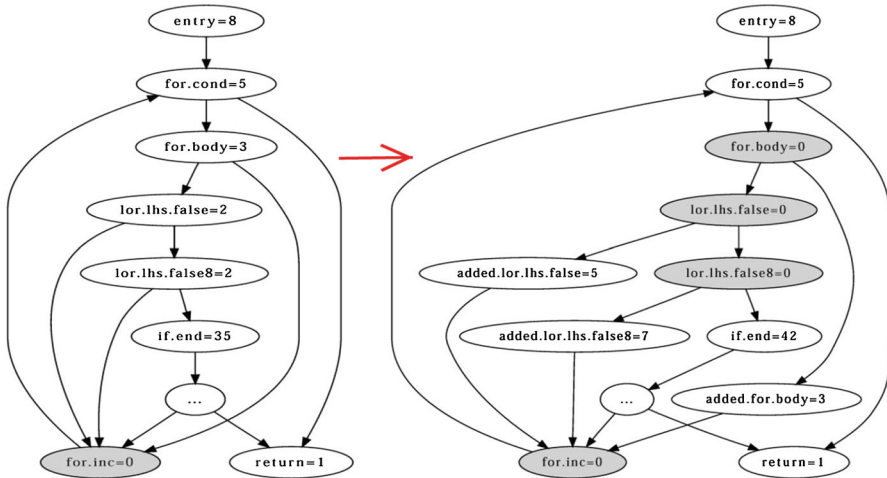 entry=8
for.cond=5
for.body=3
lor.lhs.false=2
lor.lhs.false8=2
if.end=35
...
for.inc=0
return=1
entry=8
for.cond=5
for.body=0
lor.lhs.false=0
added.lor.lhs.false=5
lor.lhs.false8=0
added.lor.lhs.false8=7
if.end=42
...
added.for.body=3
for.inc=0
return=1